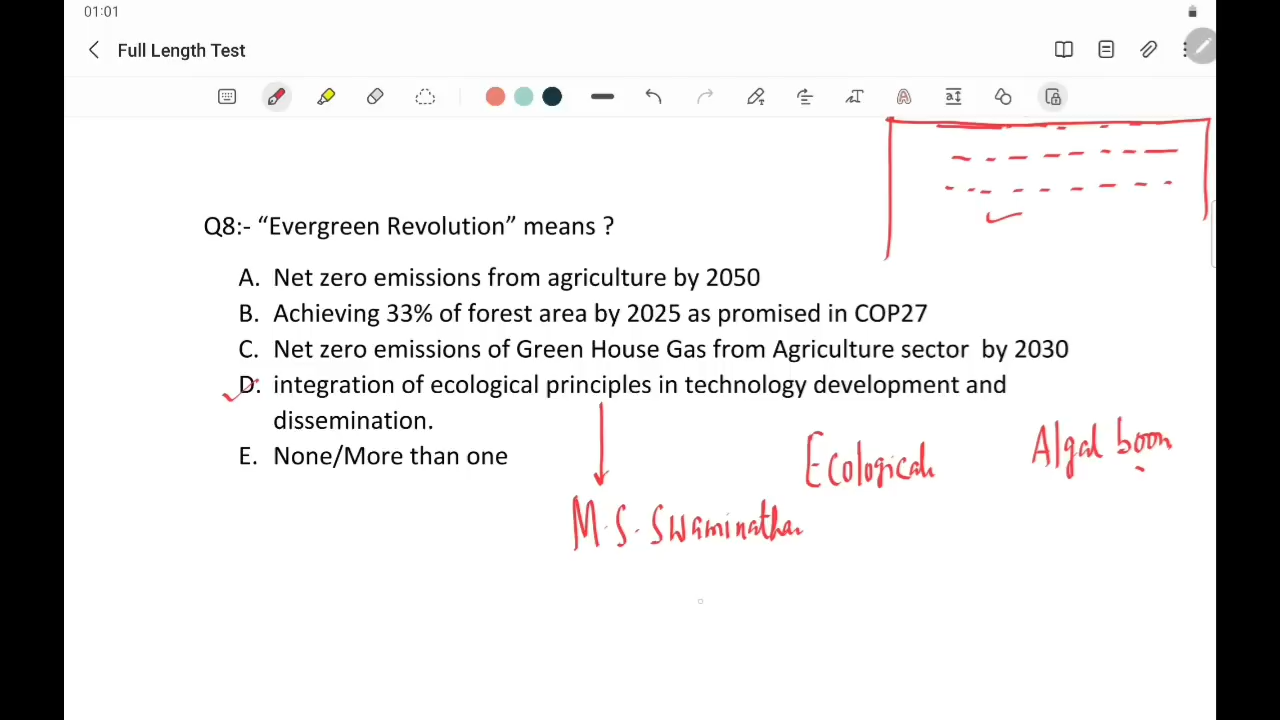 01:01
Full Length Test
Q8:- “Evergreen Revolution” means ?
A. Net zero emissions from agriculture by 2050
B. Achieving 33% of forest area by 2025 as promised in COP27
C. Net zero emissions of Green House Gas from Agriculture sector by 2030
D. integration of ecological principles in technology development and
dissemination.
E. None/More than one
Ecological
Algal boom
M.S. Swaminathan